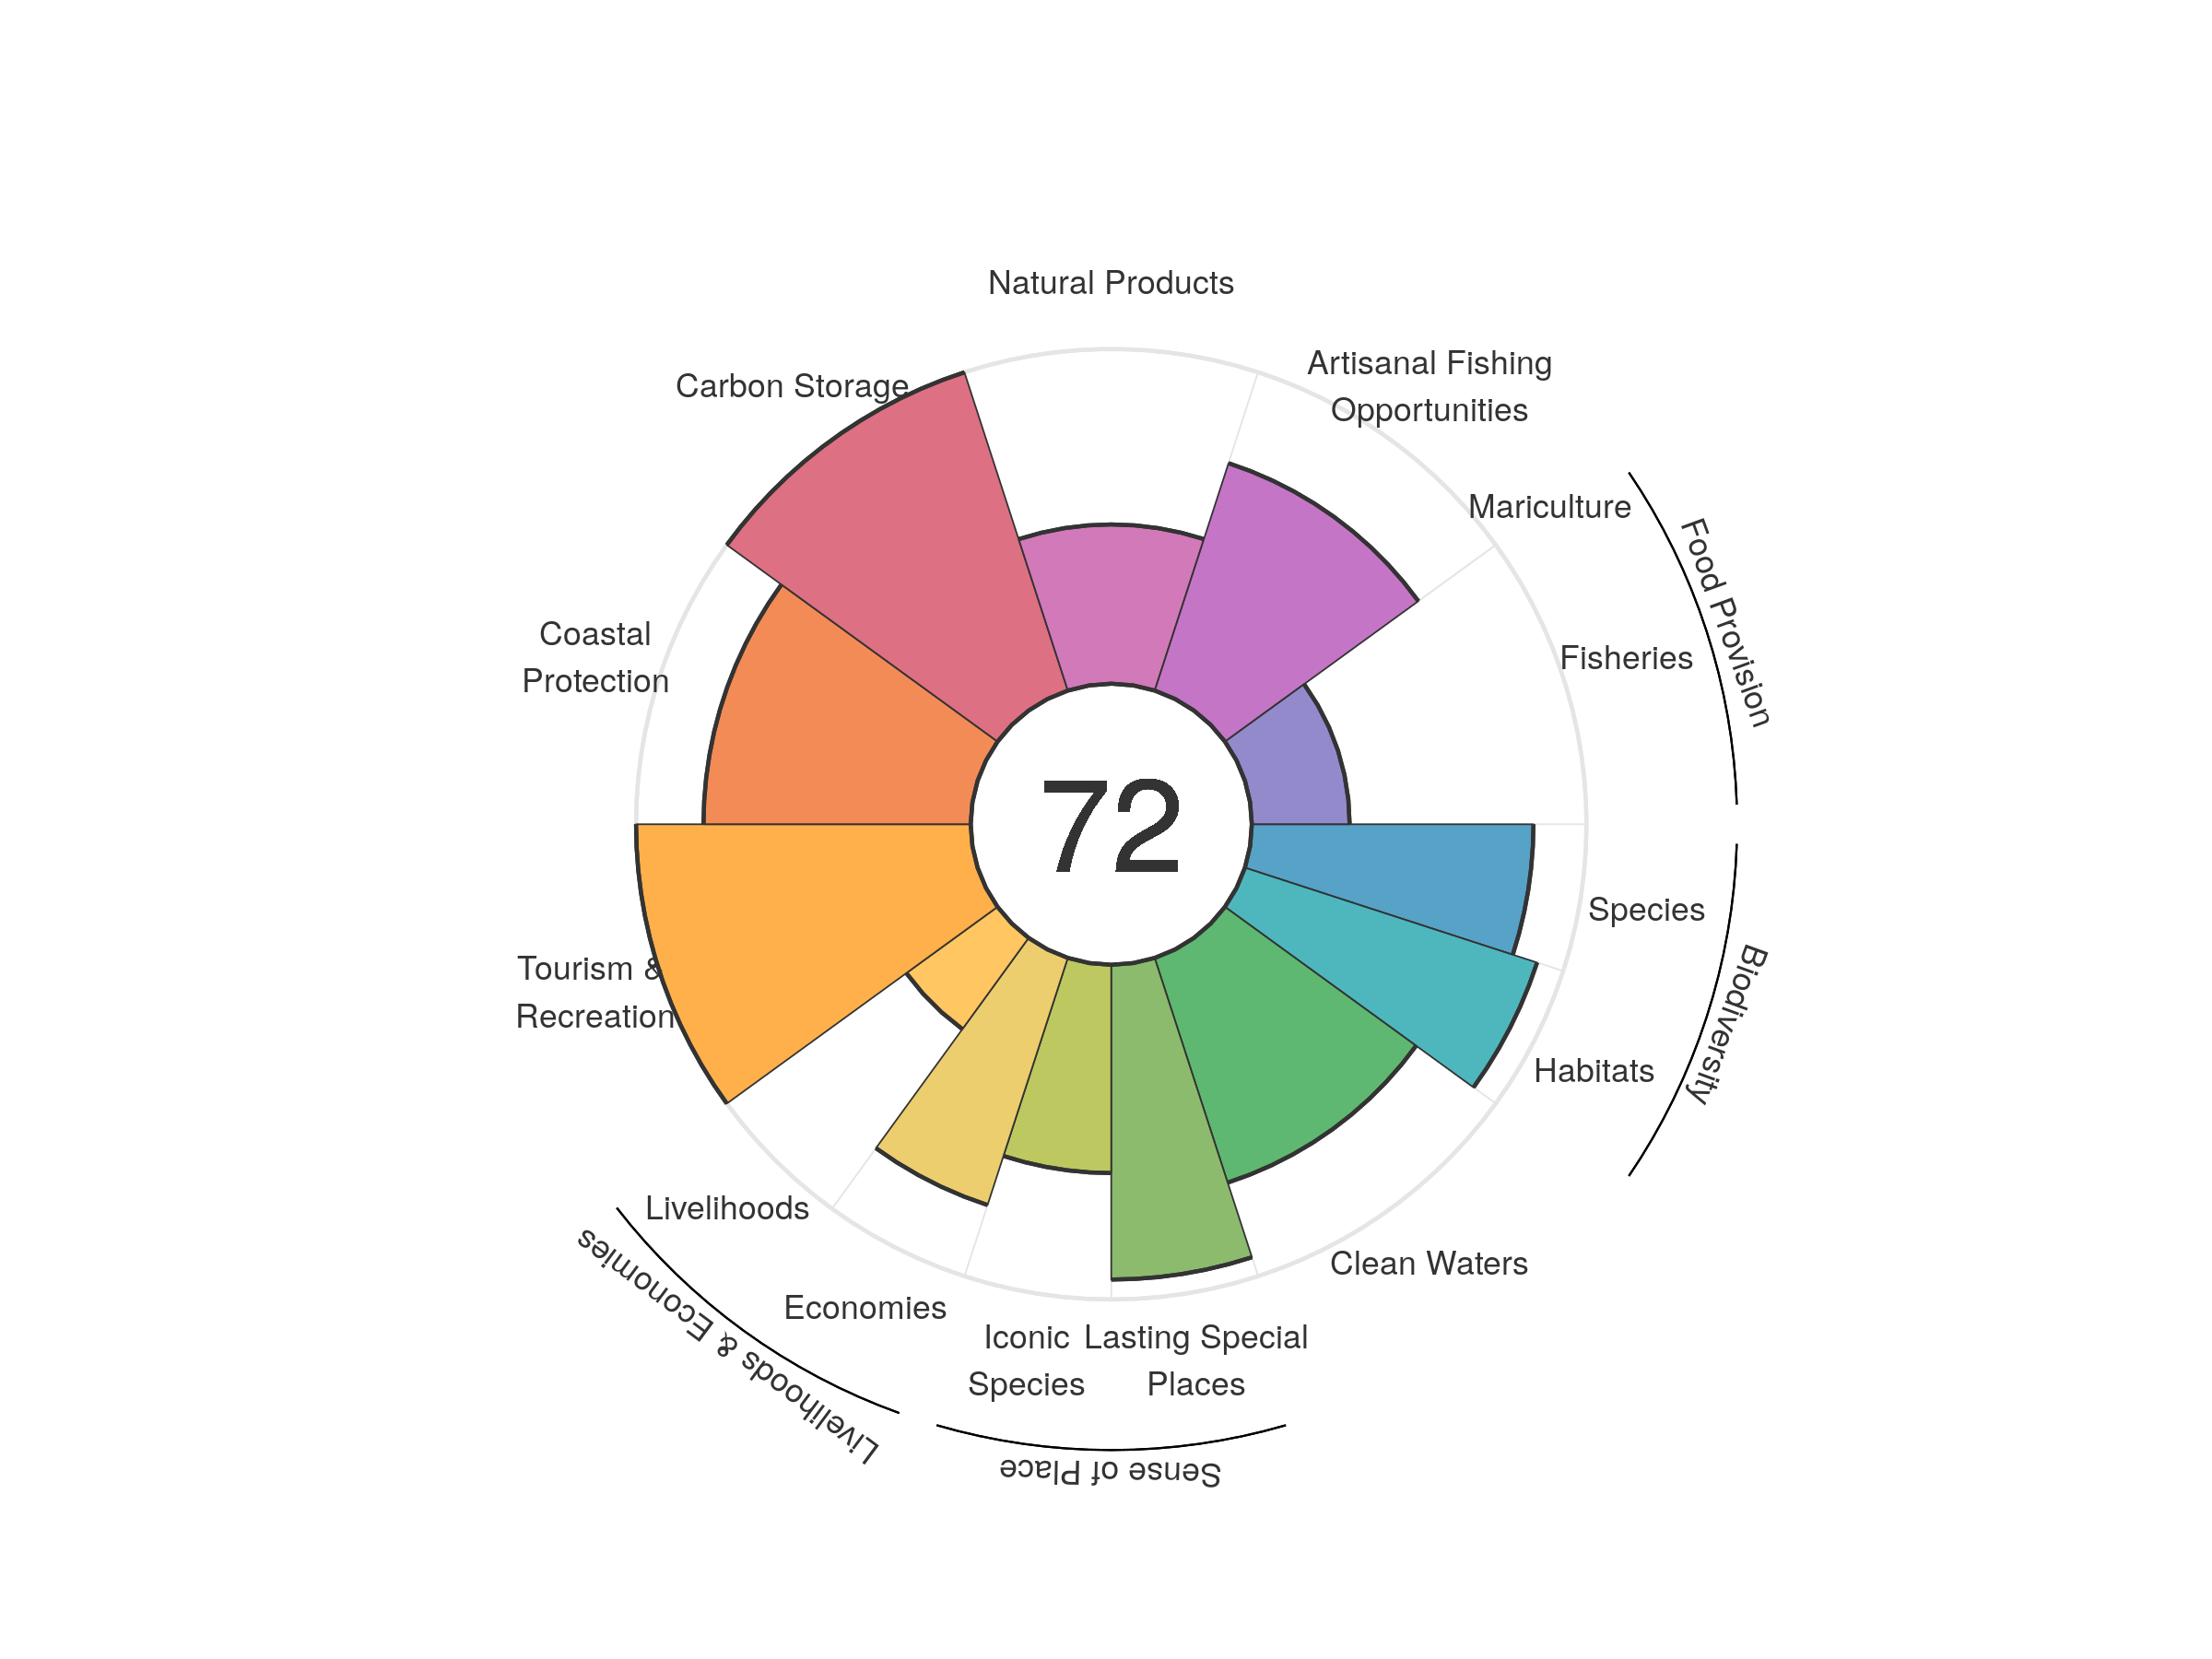 Natural Products
Artisanal Fishing
Opportunities
Carbon Storage
Mariculture
Food Provision
Fisheries
Coastal
Protection
72
Species
Biodiversity
Tourism &
Recreation
Habitats
Livelihoods
Clean Waters
Livelihoods & Economies
Economies
Iconic
Species
Lasting Special
Places
Sense of Place